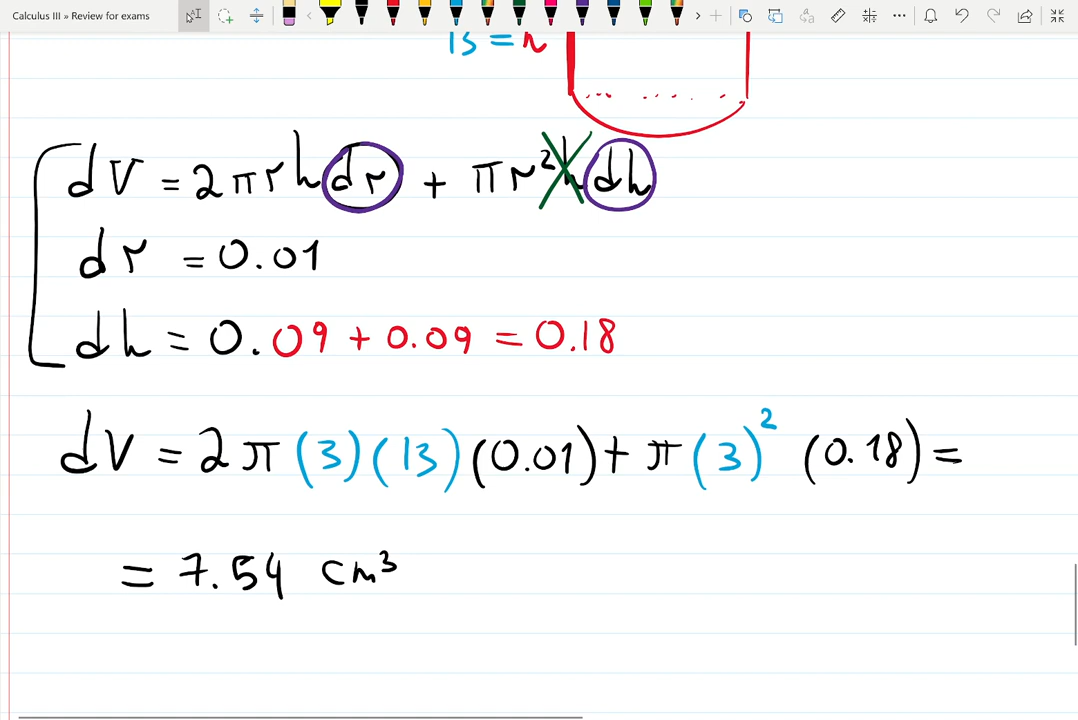 Calculus III » Review for exams
13 = h
dV = 2πrh dr + πr²h dh
dr = 0.01
dh = 0.09 + 0.09 = 0.18
dV = 2π (3)(13)(0.01) + π (3)² (0.18) =
= 7.54 cm³